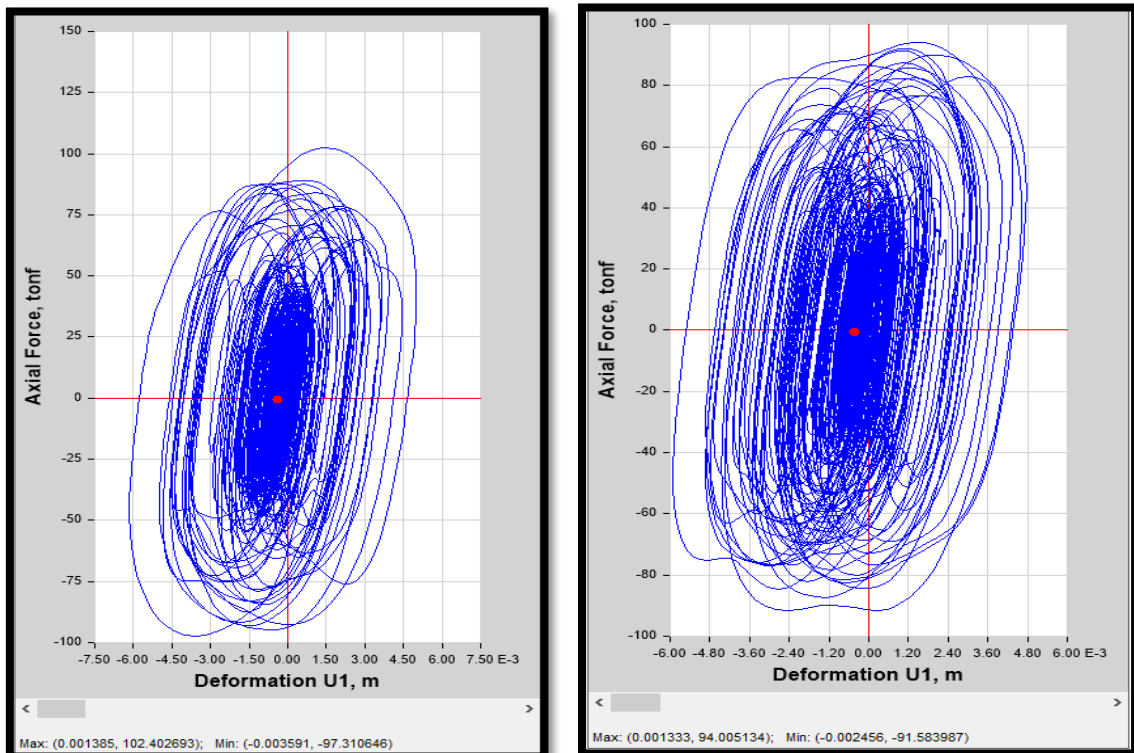 150
125
100
75
50
25
0
-25
-50
-75
-100
Axial Force, tonf
-7.50 -6.00 -4.50 -3.00 -1.50 0.00 1.50 3.00 4.50 6.00 7.50 E-3
Deformation U1, m
Max: (0.001385, 102.402693); Min: (-0.003591, -97.310646)
100
80
60
40
20
0
-20
-40
-60
-80
-100
Axial Force, tonf
-6.00 -4.80 -3.60 -2.40 -1.20 0.00 1.20 2.40 3.60 4.80 6.00 E-3
Deformation U1, m
Max: (0.001333, 94.005134); Min: (-0.002456, -91.583987)